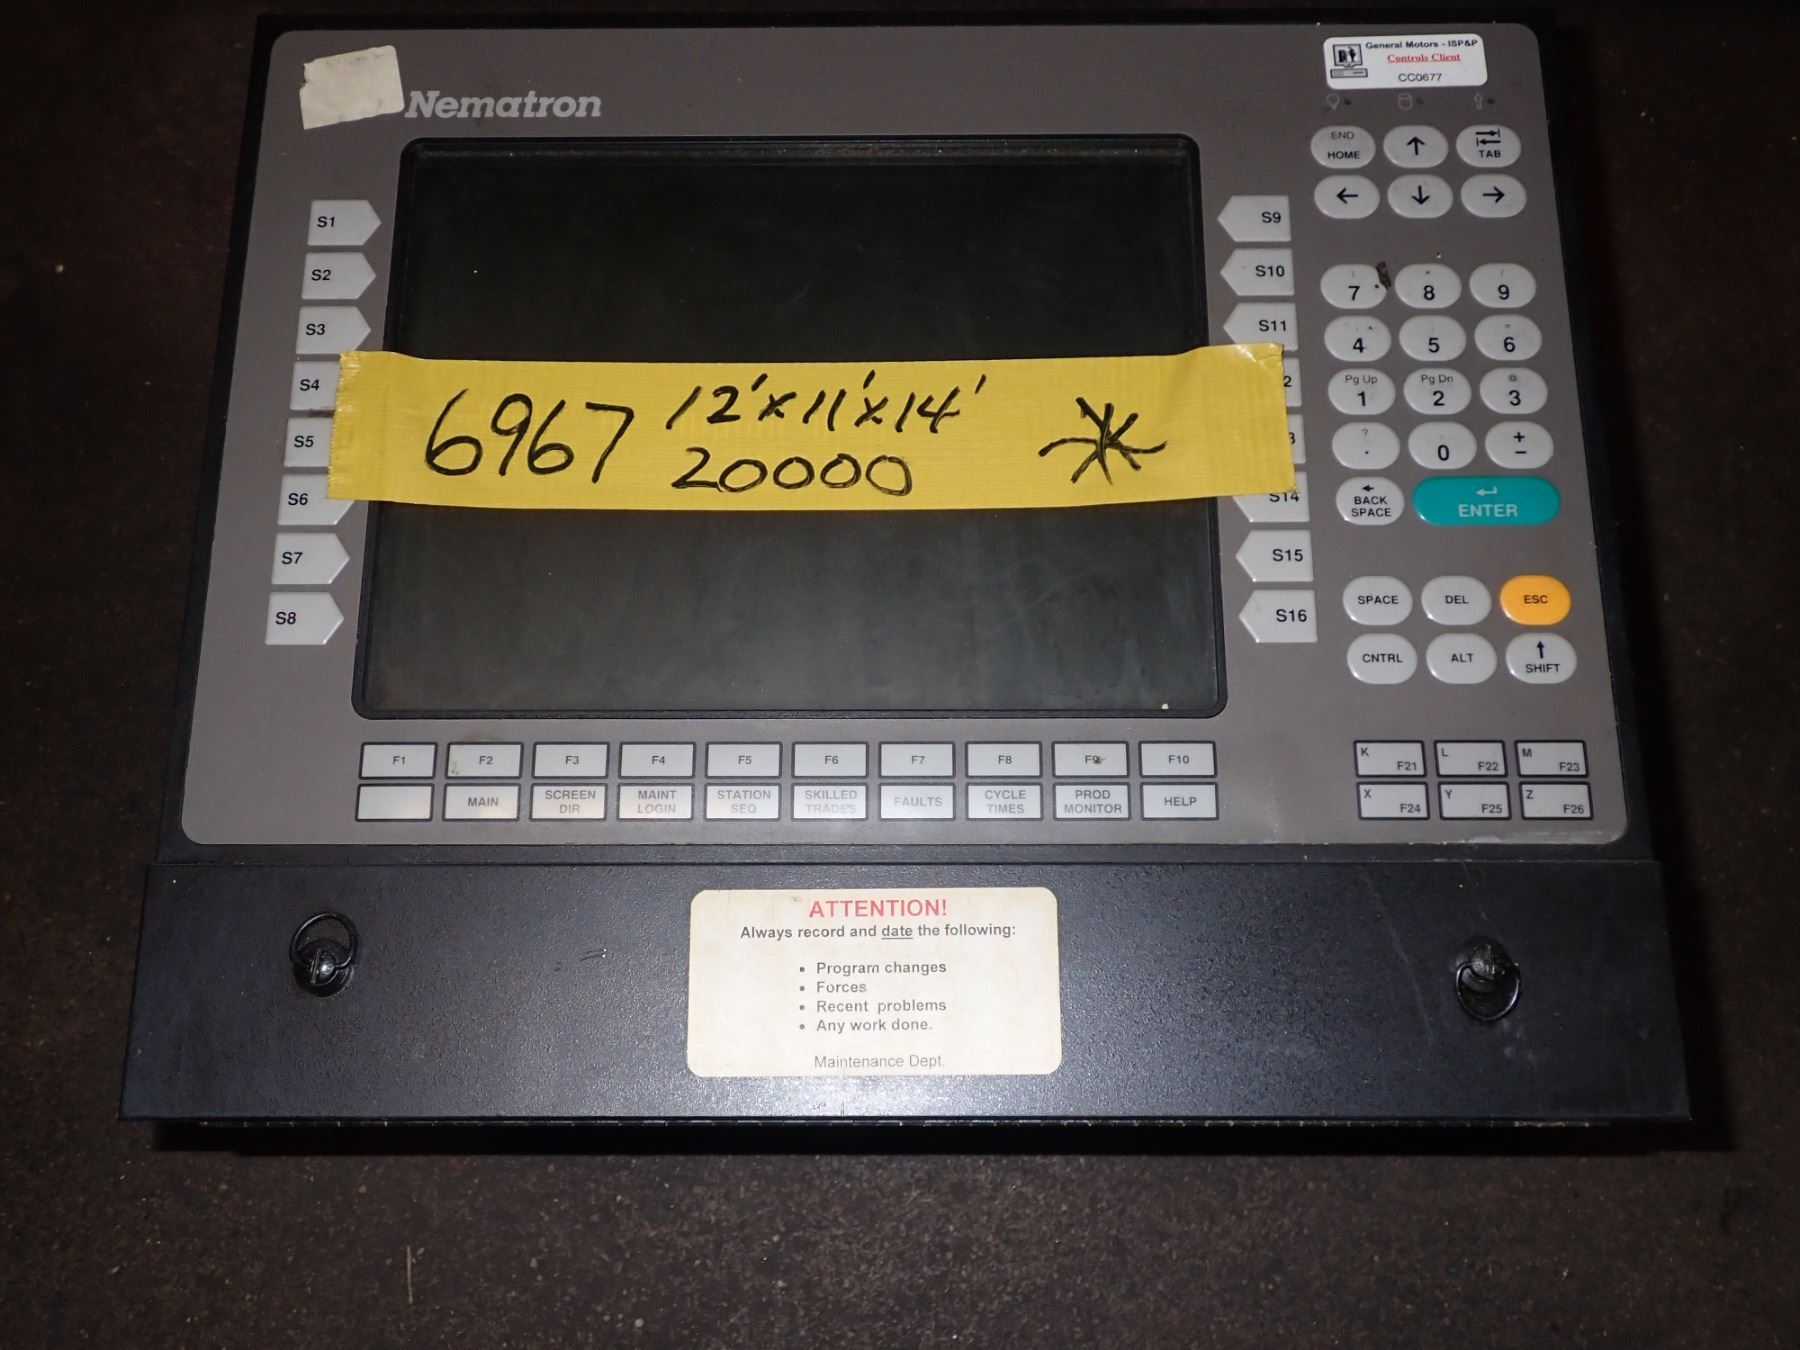 General Motors - ISP&P
Controls Client
CC0677
Nematron
END
HOME
↑
TAB
←
↓
→
S1
S2
S3
S4
S5
S6
S7
S8
S9
S10
S11
2
3
S14
S15
S16
6967 12'x11'x14'
20000
*
\ 7
* 8
/ 9
4
5
= 6
Pg Up
1
Pg Dn
2
@
3
?
.
0
+
-
←
BACK
SPACE
ENTER
SPACE
DEL
ESC
CNTRL
ALT
↑
SHIFT
F1 F2 F3 F4 F5 F6 F7 F8 F9 F10
MAIN
SCREEN
DIR
MAINT
LOGIN
STATION
SEQ
SKILLED
TRADES
FAULTS
CYCLE
TIMES
PROD
MONITOR
HELP
K F21
L F22
M F23
X F24
Y F25
Z F26
ATTENTION!
Always record and date the following:
• Program changes
• Forces
• Recent problems
• Any work done.
Maintenance Dept.